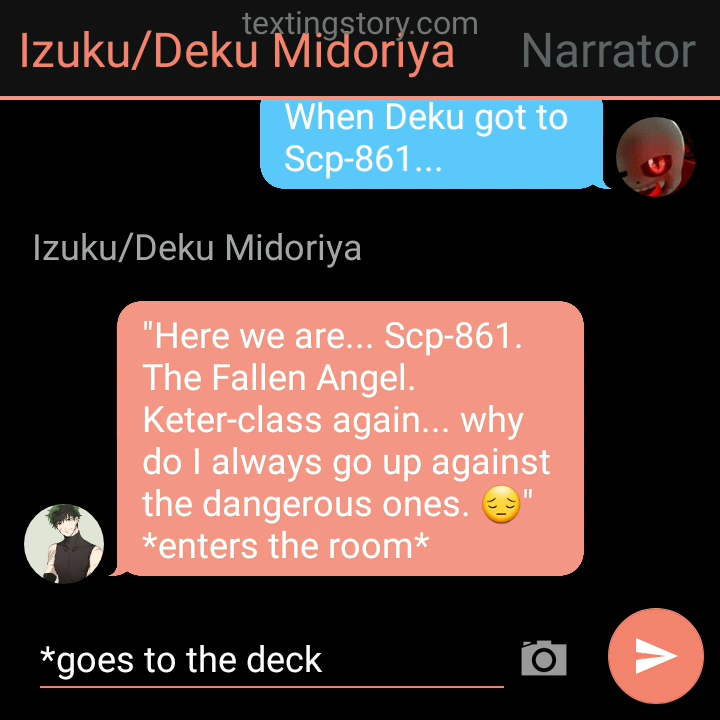 textingstory.com
Izuku/Deku Midoriya
Narrator
When Deku got to
Scp-861...
Izuku/Deku Midoriya
"Here we are... Scp-861.
The Fallen Angel.
Keter-class again... why
do I always go up against
the dangerous ones. 😔"
*enters the room*
*goes to the deck